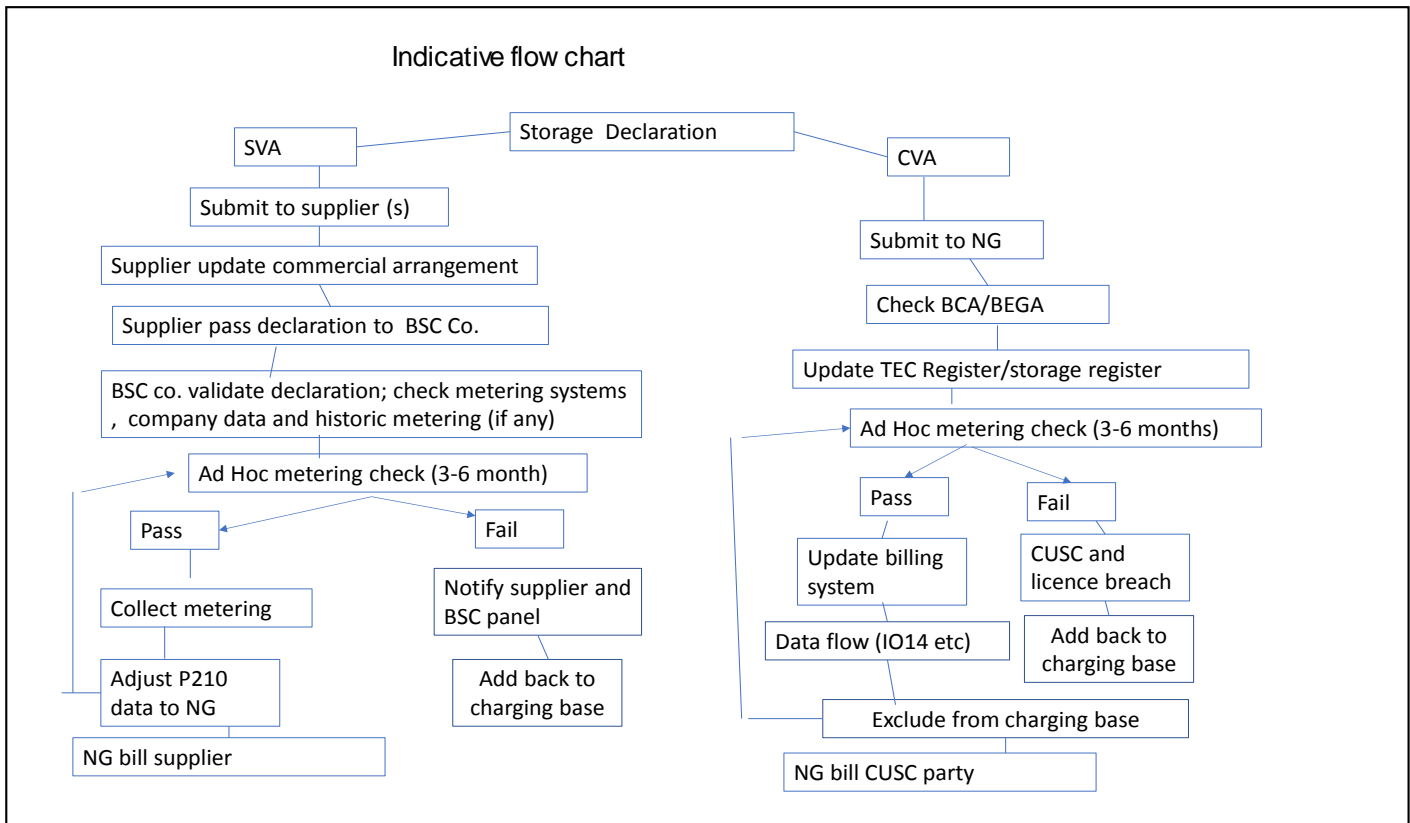 Indicative flow chart
Storage Declaration
SVA
CVA
Submit to supplier (s)
Submit to NG
Supplier update commercial arrangement
Check BCA/BEGA
Supplier pass declaration to BSC Co.
Update TEC Register/storage register
BSC co. validate declaration; check metering systems
, company data and historic metering (if any)
Ad Hoc metering check (3-6 months)
Ad Hoc metering check (3-6 month)
Pass
Fail
Pass
Fail
Update billing
system
CUSC and
licence breach
Notify supplier and
BSC panel
Collect metering
Data flow (IO14 etc)
Add back to
charging base
Adjust P210
data to NG
Add back to
charging base
Exclude from charging base
NG bill supplier
NG bill CUSC party